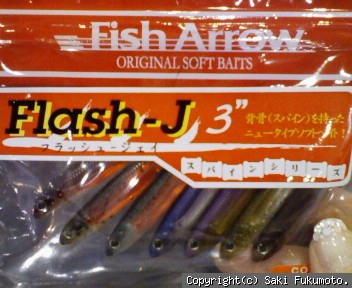 Fish Arrow
ORIGINAL SOFT BAITS
Flash-J 3"
フラッシュ-ジェイ
背骨(スパイン)を持った
ニュータイプソフトベイト!
スパインシリーズ
Copyright(c) Saki Fukumoto.